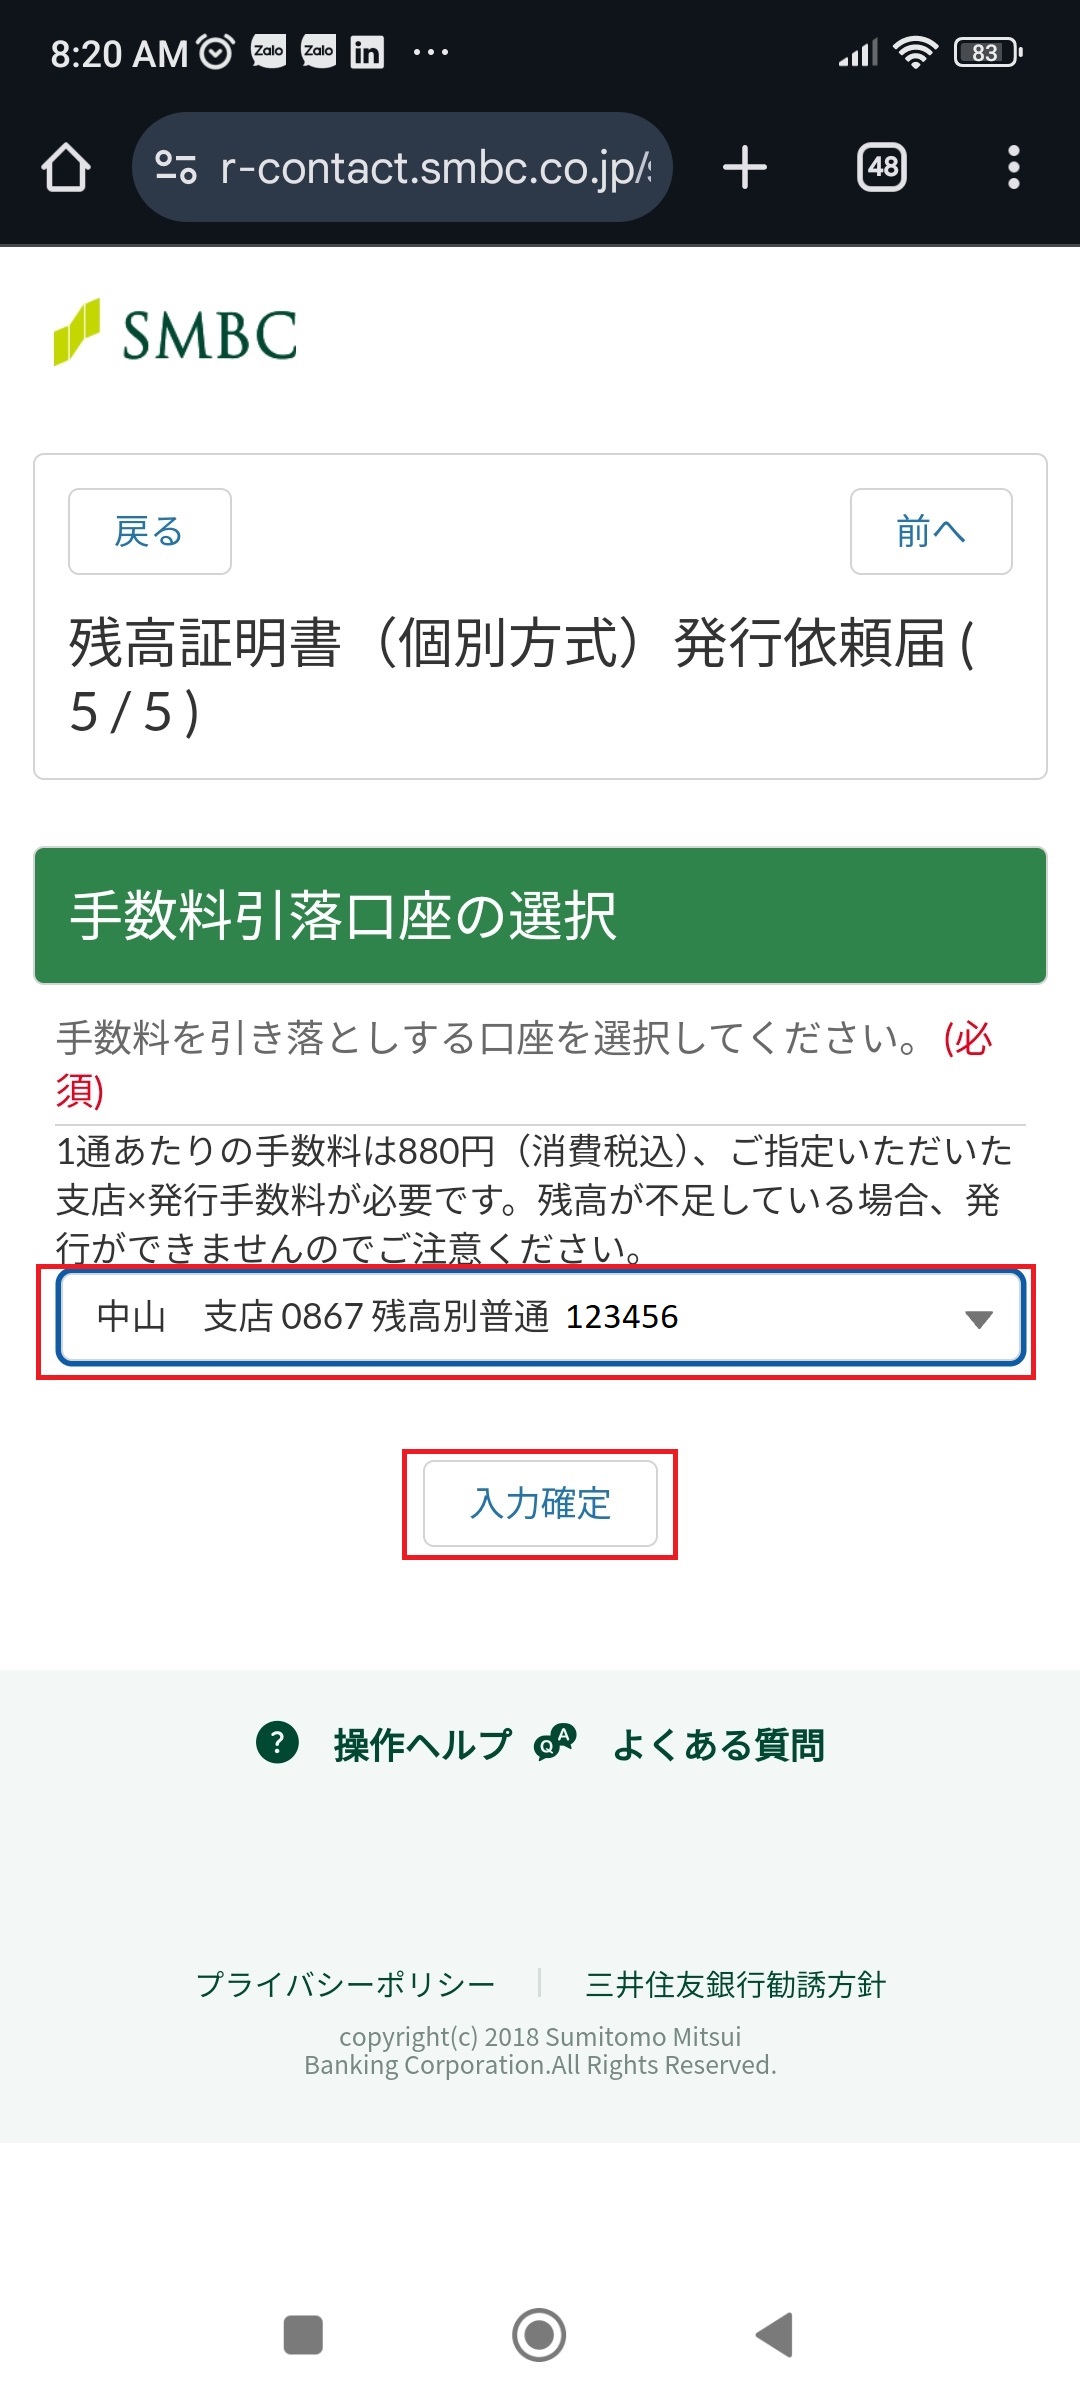 8:20 AM Zalo Zalo in ... 83
r-contact.smbc.co.jp/ 48
SMBC
戻る 前へ
残高証明書（個別方式）発行依頼届 (
5 / 5 )
手数料引落口座の選択
手数料を引き落としする口座を選択してください。 (必
須)
1通あたりの手数料は880円（消費税込）、ご指定いただいた
支店×発行手数料が必要です。残高が不足している場合、発
行ができませんのでご注意ください。
中山　支店 0867 残高別普通 123456
入力確定
? 操作ヘルプ QA よくある質問
プライバシーポリシー 三井住友銀行勧誘方針
copyright(c) 2018 Sumitomo Mitsui
Banking Corporation.All Rights Reserved.